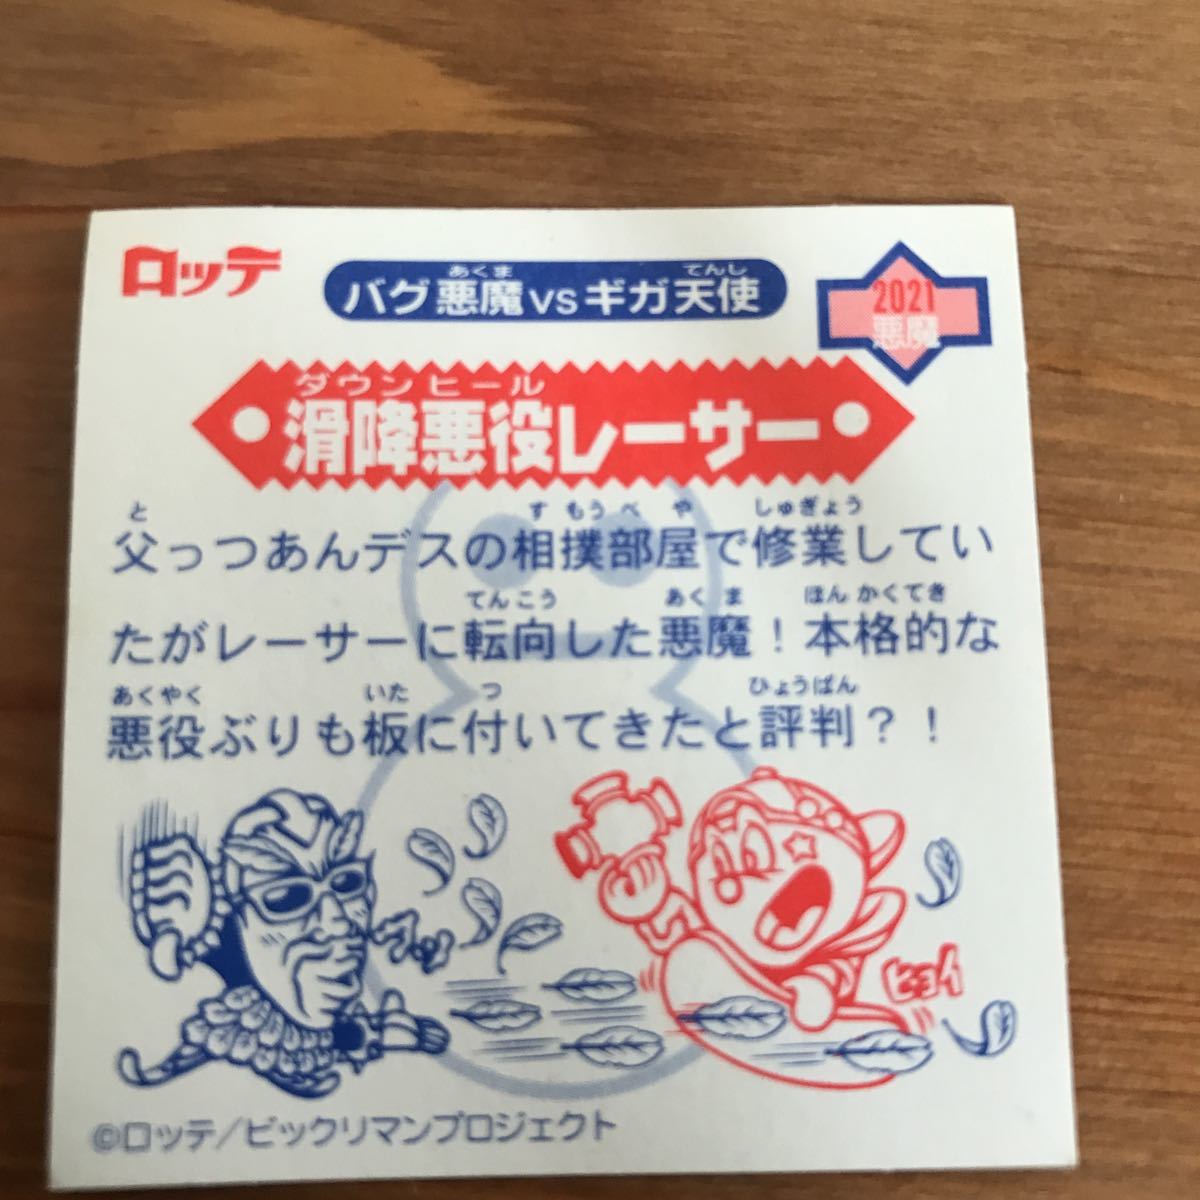 ロッテ
バグ悪魔vsギガ天使
あくま
てんし
2021
悪魔
ダウンヒール
滑降悪役レーサー
と すもうべや しゅぎょう
父っつあんデスの相撲部屋で修業してい
てんこう あくま ほんかくてき
たがレーサーに転向した悪魔！本格的な
あくやく いた つ ひょうばん
悪役ぶりも板に付いてきたと評判？！
ヒョイ
©ロッテ/ビックリマンプロジェクト